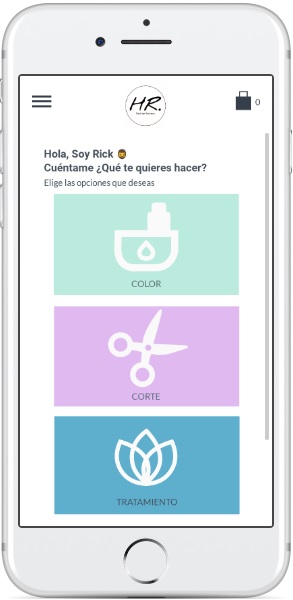 HR.
0
Hola, Soy Rick
Cuéntame ¿Qué te quieres hacer?
Elige las opciones que deseas
COLOR
CORTE
TRATAMIENTO